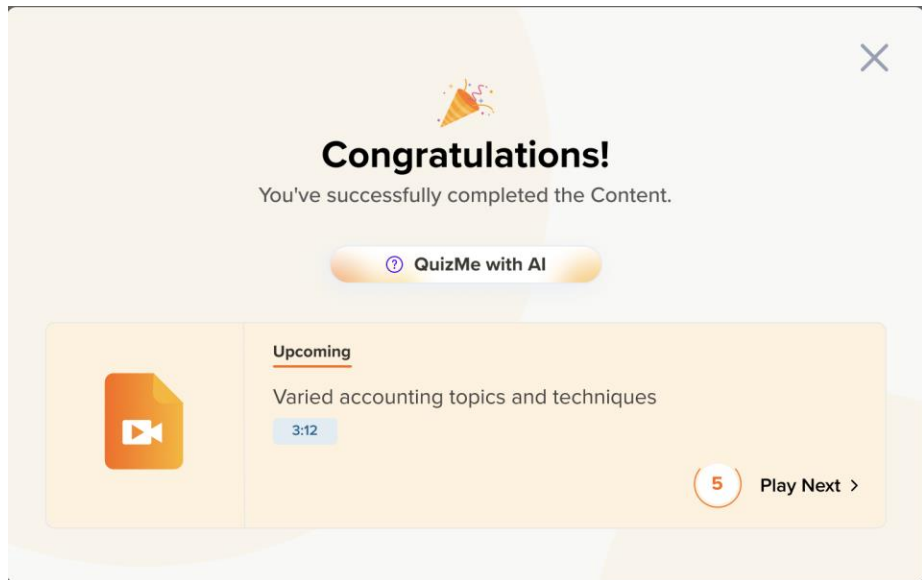 Congratulations!
You've successfully completed the Content.
QuizMe with AI
Upcoming
Varied accounting topics and techniques
3:12
5 Play Next